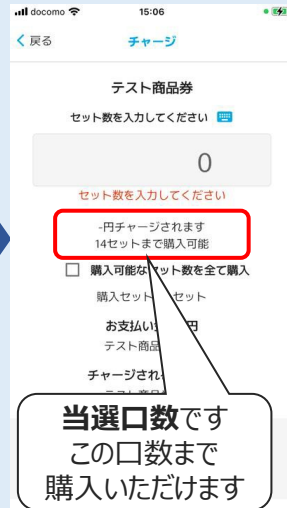 docomo
15:06
戻る
チャージ
テスト商品券
セット数を入力してください
0
セット数を入力してください
-円チャージされます
14セットまで購入可能
購入可能なセット数を全て購入
購入セット セット
お支払い 円
テスト商品
チャージされ
当選口数です
この口数まで
購入いただけます